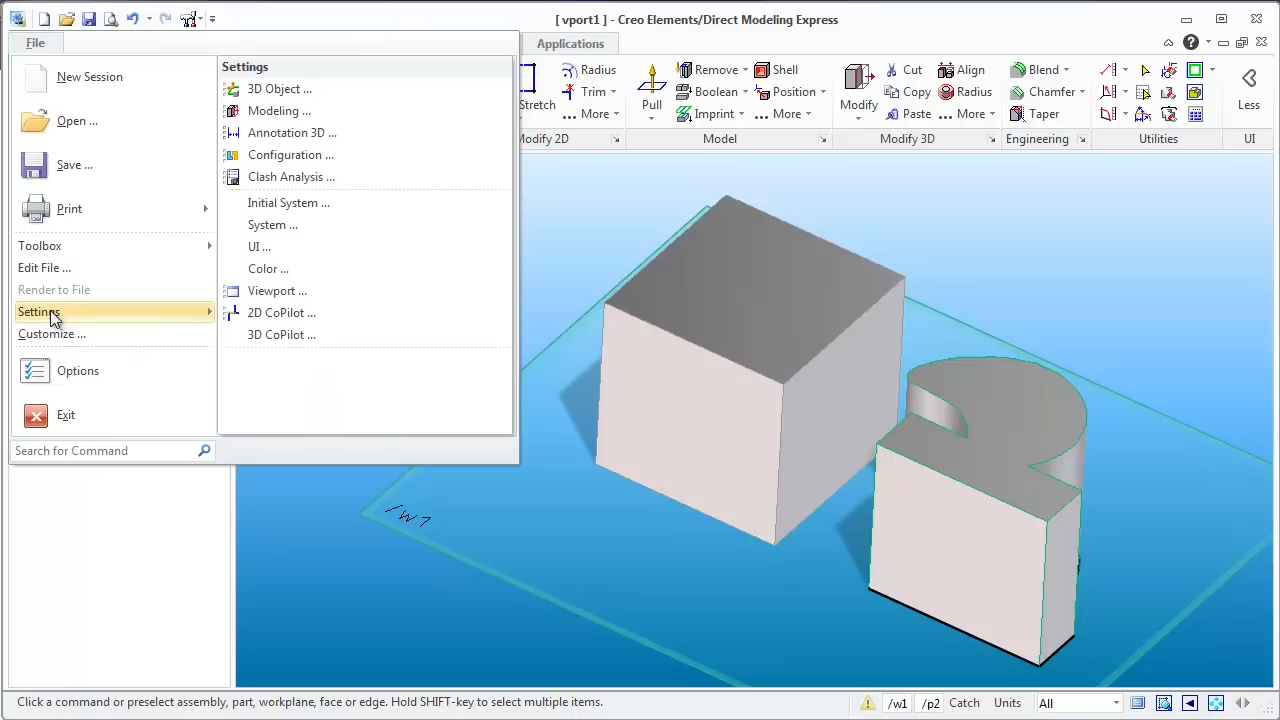 [ vport1 ] - Creo Elements/Direct Modeling Express
File
Applications
New Session
Open ...
Save ...
Print
Toolbox
Edit File ...
Render to File
Settings
Customize ...
Options
Exit
Search for Command
Settings
3D Object ...
Modeling ...
Annotation 3D ...
Configuration ...
Clash Analysis ...
Initial System ...
System ...
UI ...
Color ...
Viewport ...
2D CoPilot ...
3D CoPilot ...
Stretch
Radius
Trim
More
Modify 2D
Pull
Remove
Boolean
Imprint
Shell
Position
More
Model
Modify
Cut
Copy
Paste
Align
Radius
More
Modify 3D
Blend
Chamfer
Taper
Engineering
Utilities
Less
UI
/w1
Click a command or preselect assembly, part, workplane, face or edge. Hold SHIFT-key to select multiple items.
/w1
/p2
Catch
Units
All